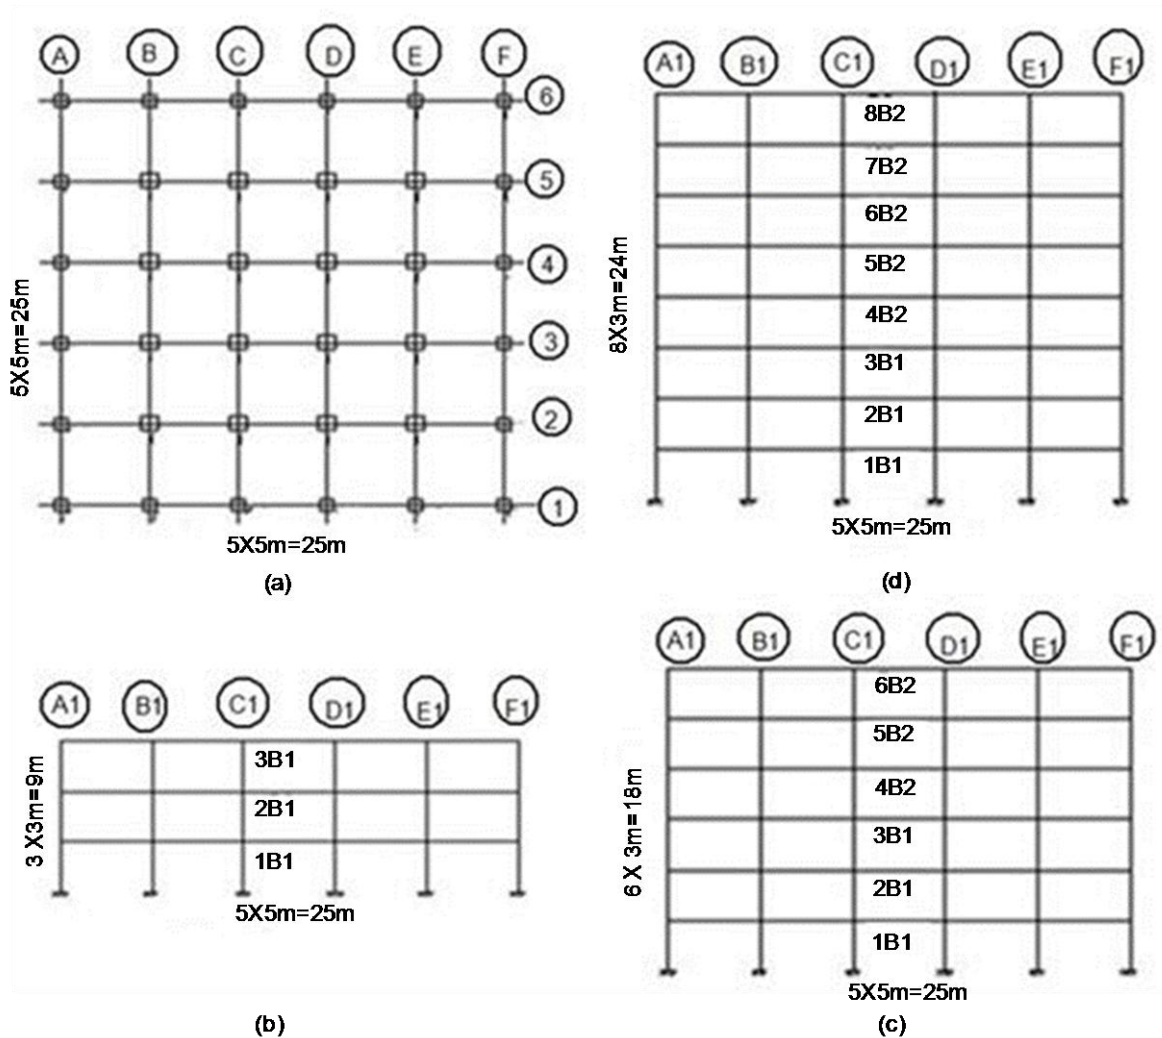 A B C D E F
6
5
4
3
2
1
5X5m=25m
5X5m=25m
(a)
A1 B1 C1 D1 E1 F1
8B2
7B2
6B2
5B2
4B2
3B1
2B1
1B1
8X3m=24m
5X5m=25m
(d)
A1 B1 C1 D1 E1 F1
3B1
2B1
1B1
3 X3m=9m
5X5m=25m
(b)
A1 B1 C1 D1 E1 F1
6B2
5B2
4B2
3B1
2B1
1B1
6 X 3m=18m
5X5m=25m
(c)